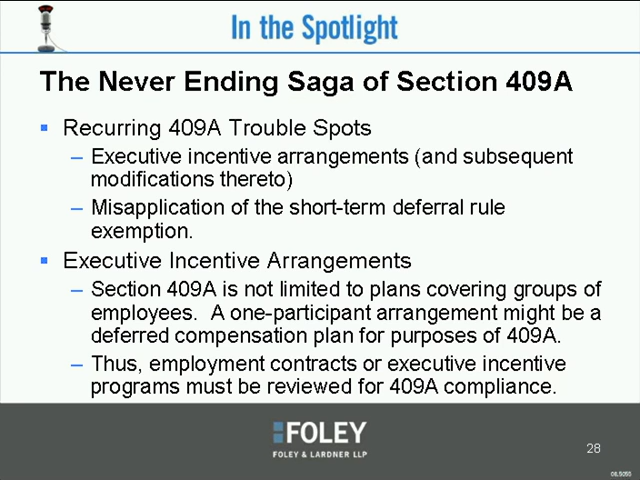 In the Spotlight
The Never Ending Saga of Section 409A
▪ Recurring 409A Trouble Spots
– Executive incentive arrangements (and subsequent
modifications thereto)
– Misapplication of the short-term deferral rule
exemption.
▪ Executive Incentive Arrangements
– Section 409A is not limited to plans covering groups of
employees. A one-participant arrangement might be a
deferred compensation plan for purposes of 409A.
– Thus, employment contracts or executive incentive
programs must be reviewed for 409A compliance.
FOLEY
FOLEY & LARDNER LLP
28
08.5055